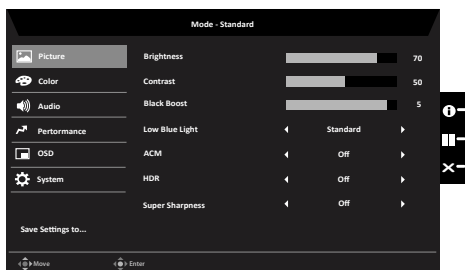 Mode - Standard
Picture
Brightness 70
Color
Contrast 50
Audio
Black Boost 5
Pertormance
Low Blue Light Standard
OSD
ACM Off
System
HDR Off
Super Sharpness Off
Save Settings to...
Move Enter